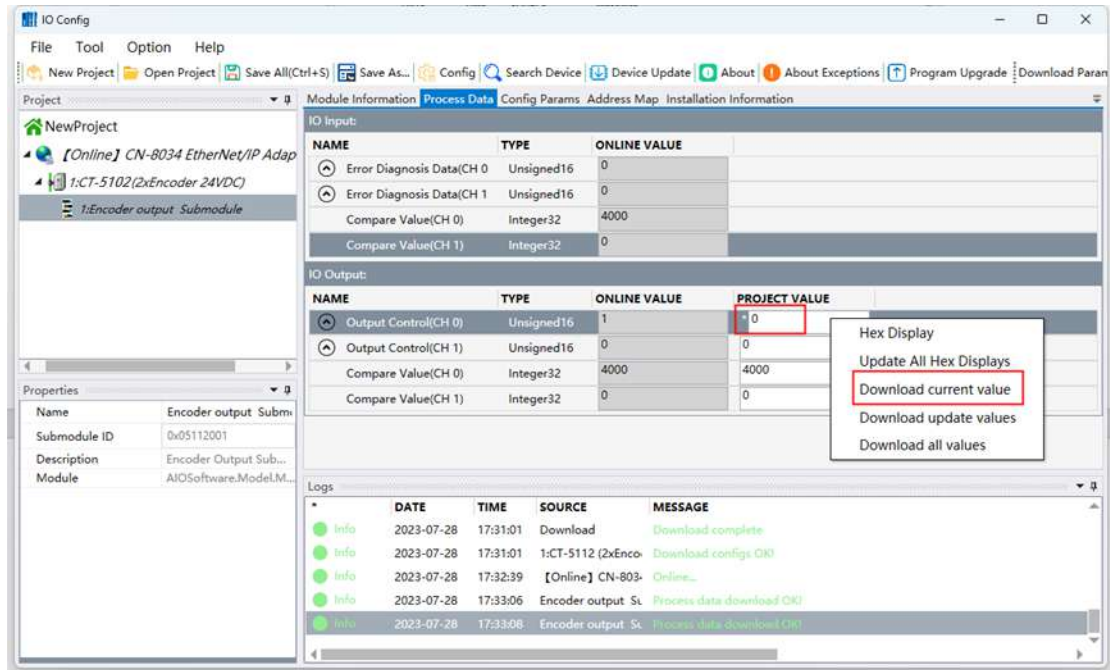 IO Config
File Tool Option Help
New Project Open Project Save All(Ctrl+S) Save As... Config Search Device Device Update About About Exceptions Program Upgrade Download Param
Project
NewProject
【Online】 CN-8034 EtherNet/IP Adap
1:CT-5102(2xEncoder 24VDC)
1:Encoder output Submodule
Module Information Process Data Config Params Address Map Installation Information
IO Input:
NAME TYPE ONLINE VALUE
Error Diagnosis Data(CH 0 Unsigned16 0
Error Diagnosis Data(CH 1 Unsigned16 0
Compare Value(CH 0) Integer32 4000
Compare Value(CH 1) Integer32 0
IO Output:
NAME TYPE ONLINE VALUE PROJECT VALUE
Output Control(CH 0) Unsigned16 1 * 0
Output Control(CH 1) Unsigned16 0 0
Compare Value(CH 0) Integer32 4000 4000
Compare Value(CH 1) Integer32 0 0
Hex Display
Update All Hex Displays
Download current value
Download update values
Download all values
Properties
Name Encoder output Subm
Submodule ID 0x05112001
Description Encoder Output Sub...
Module AIOSoftware.Model.M...
Logs
* DATE TIME SOURCE MESSAGE
Info 2023-07-28 17:31:01 Download Download complete
Info 2023-07-28 17:31:01 1:CT-5112 (2xEnco Download configs OK!
Info 2023-07-28 17:32:39 【Online】 CN-803 Online...
Info 2023-07-28 17:33:06 Encoder output Su Process data download OK!
Info 2023-07-28 17:33:08 Encoder output Su Process data download OK!